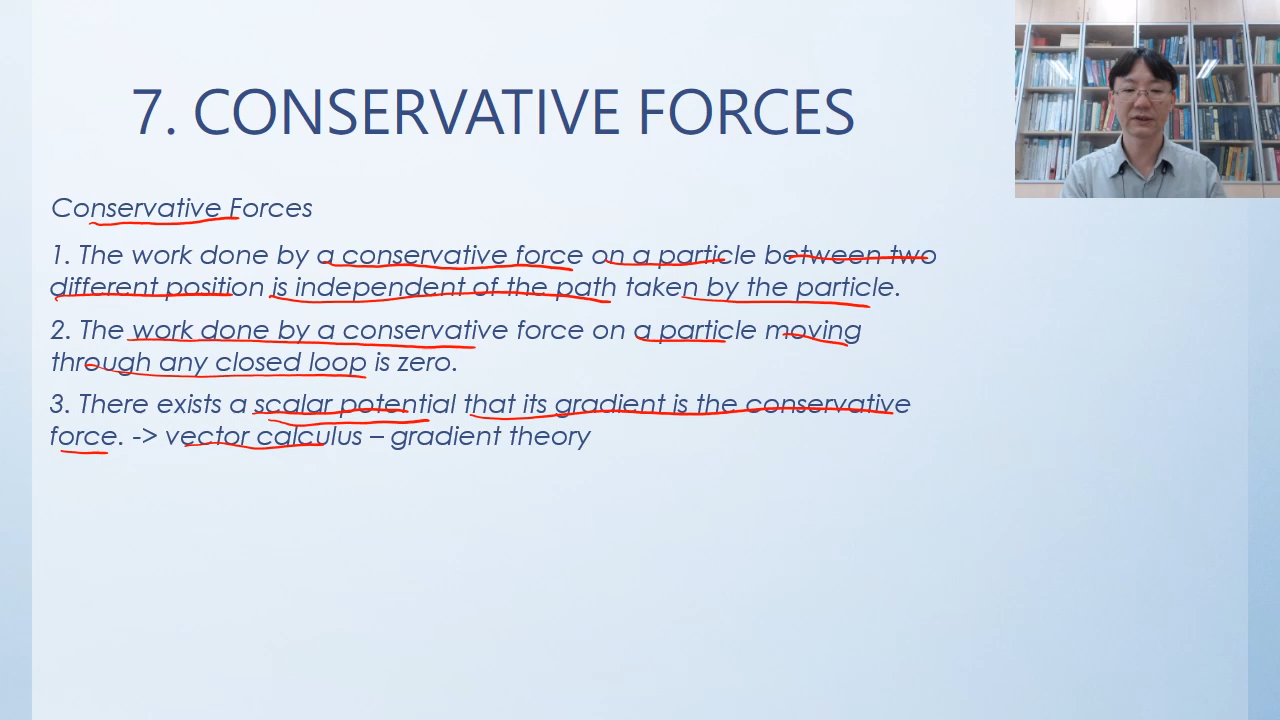 7. CONSERVATIVE FORCES
Conservative Forces
1. The work done by a conservative force on a particle between two
different position is independent of the path taken by the particle.
2. The work done by a conservative force on a particle moving
through any closed loop is zero.
3. There exists a scalar potential that its gradient is the conservative
force. -> vector calculus – gradient theory